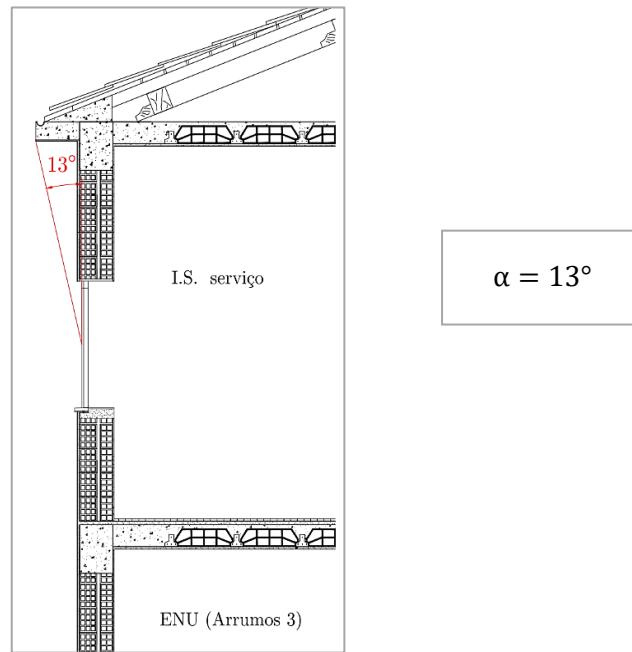 13°
I.S. serviço
α = 13°
ENU (Arrumos 3)